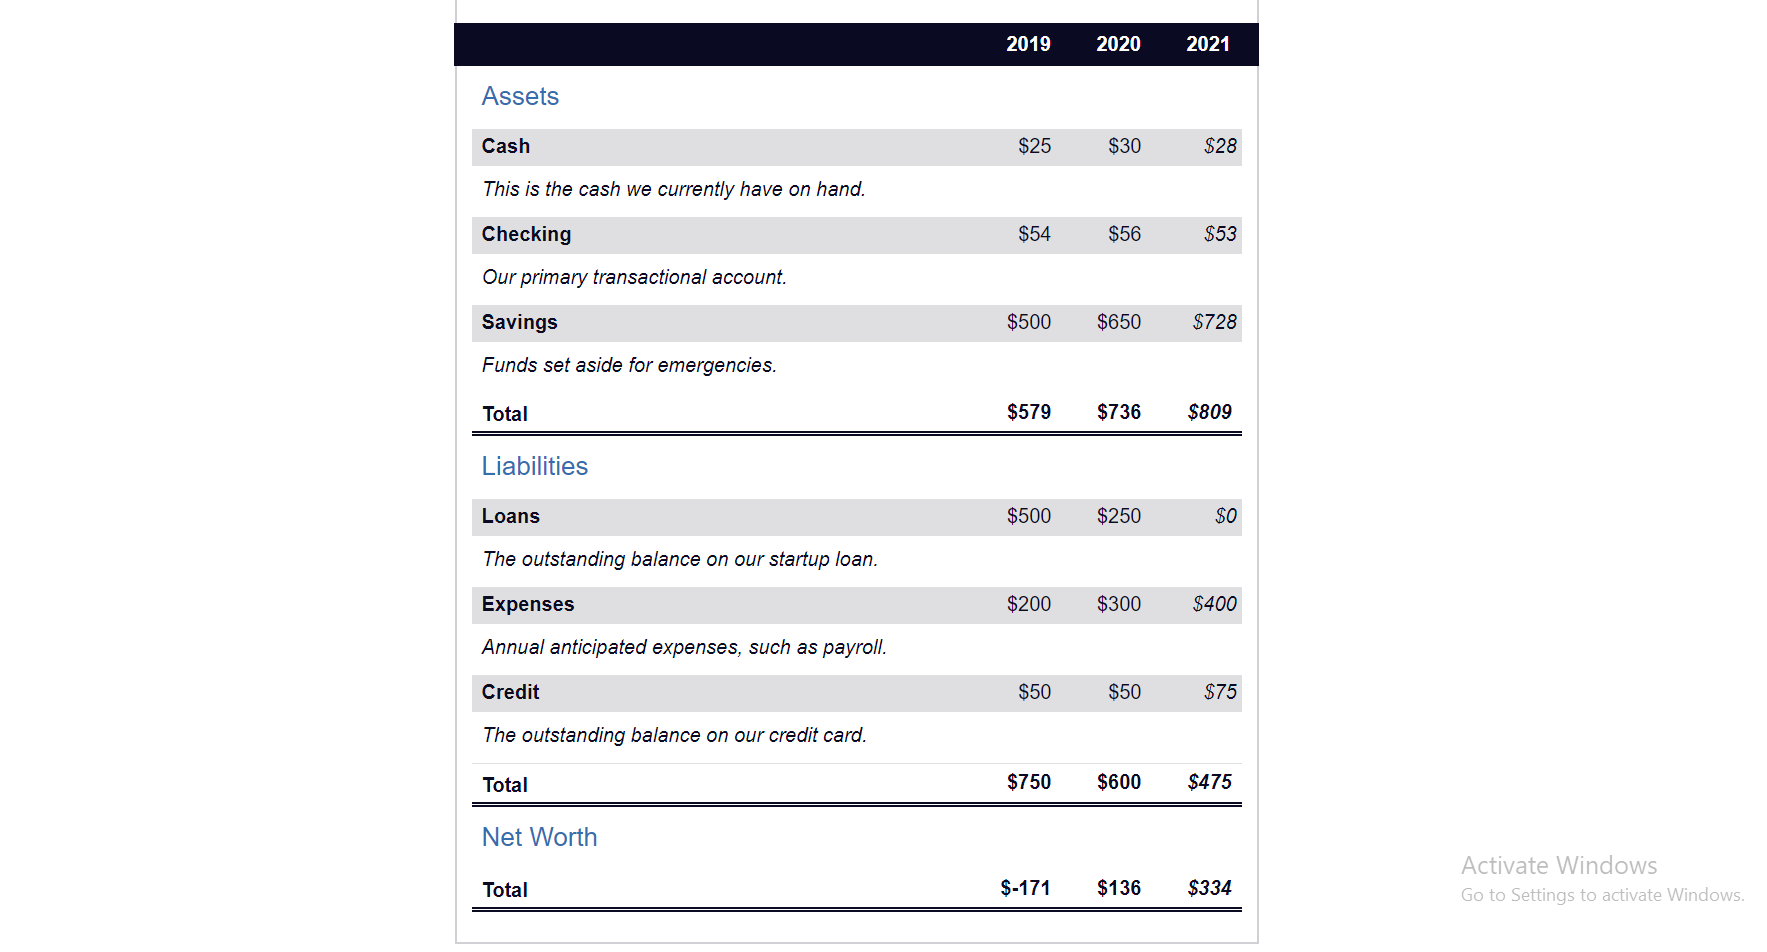 2019 2020 2021
Assets
Cash $25 $30 $28
This is the cash we currently have on hand.
Checking $54 $56 $53
Our primary transactional account.
Savings $500 $650 $728
Funds set aside for emergencies.
Total $579 $736 $809
Liabilities
Loans $500 $250 $0
The outstanding balance on our startup loan.
Expenses $200 $300 $400
Annual anticipated expenses, such as payroll.
Credit $50 $50 $75
The outstanding balance on our credit card.
Total $750 $600 $475
Net Worth
Total $-171 $136 $334
Activate Windows
Go to Settings to activate Windows.